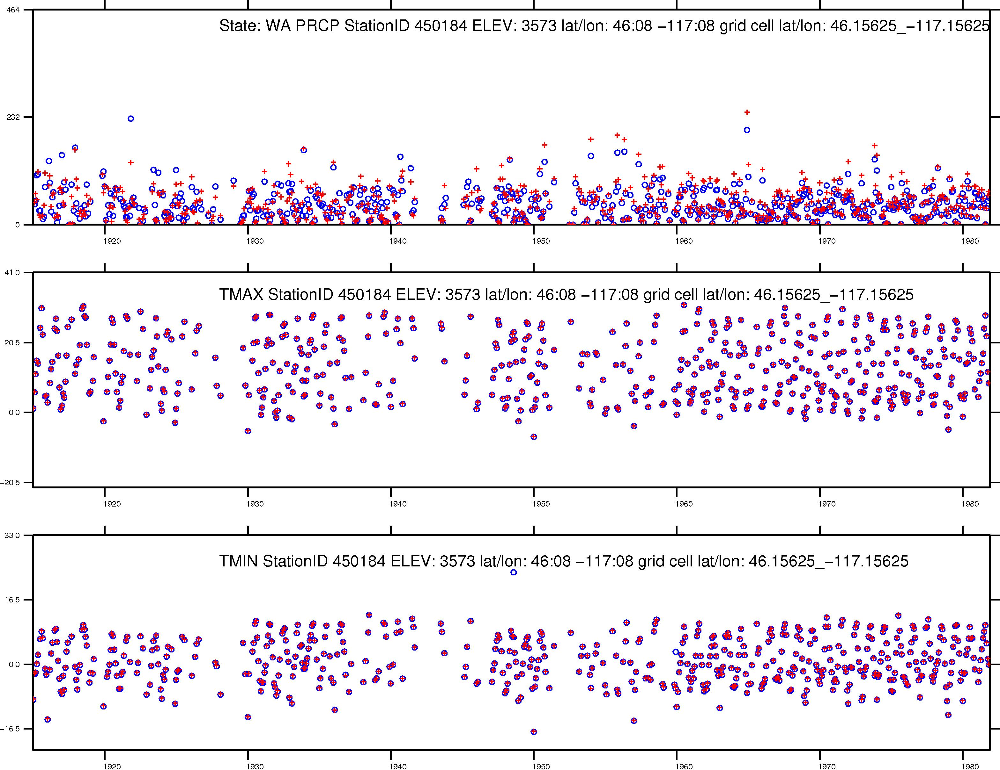 464
State: WA PRCP StationID 450184 ELEV: 3573 lat/lon: 46:08 −117:08 grid cell lat/lon: 46.15625_−117.15625
232
0
1920 1930 1940 1950 1960 1970 1980
41.0
TMAX StationID 450184 ELEV: 3573 lat/lon: 46:08 −117:08 grid cell lat/lon: 46.15625_−117.15625
20.5
0.0
−20.5
1920 1930 1940 1950 1960 1970 1980
33.0
TMIN StationID 450184 ELEV: 3573 lat/lon: 46:08 −117:08 grid cell lat/lon: 46.15625_−117.15625
16.5
0.0
−16.5
1920 1930 1940 1950 1960 1970 1980